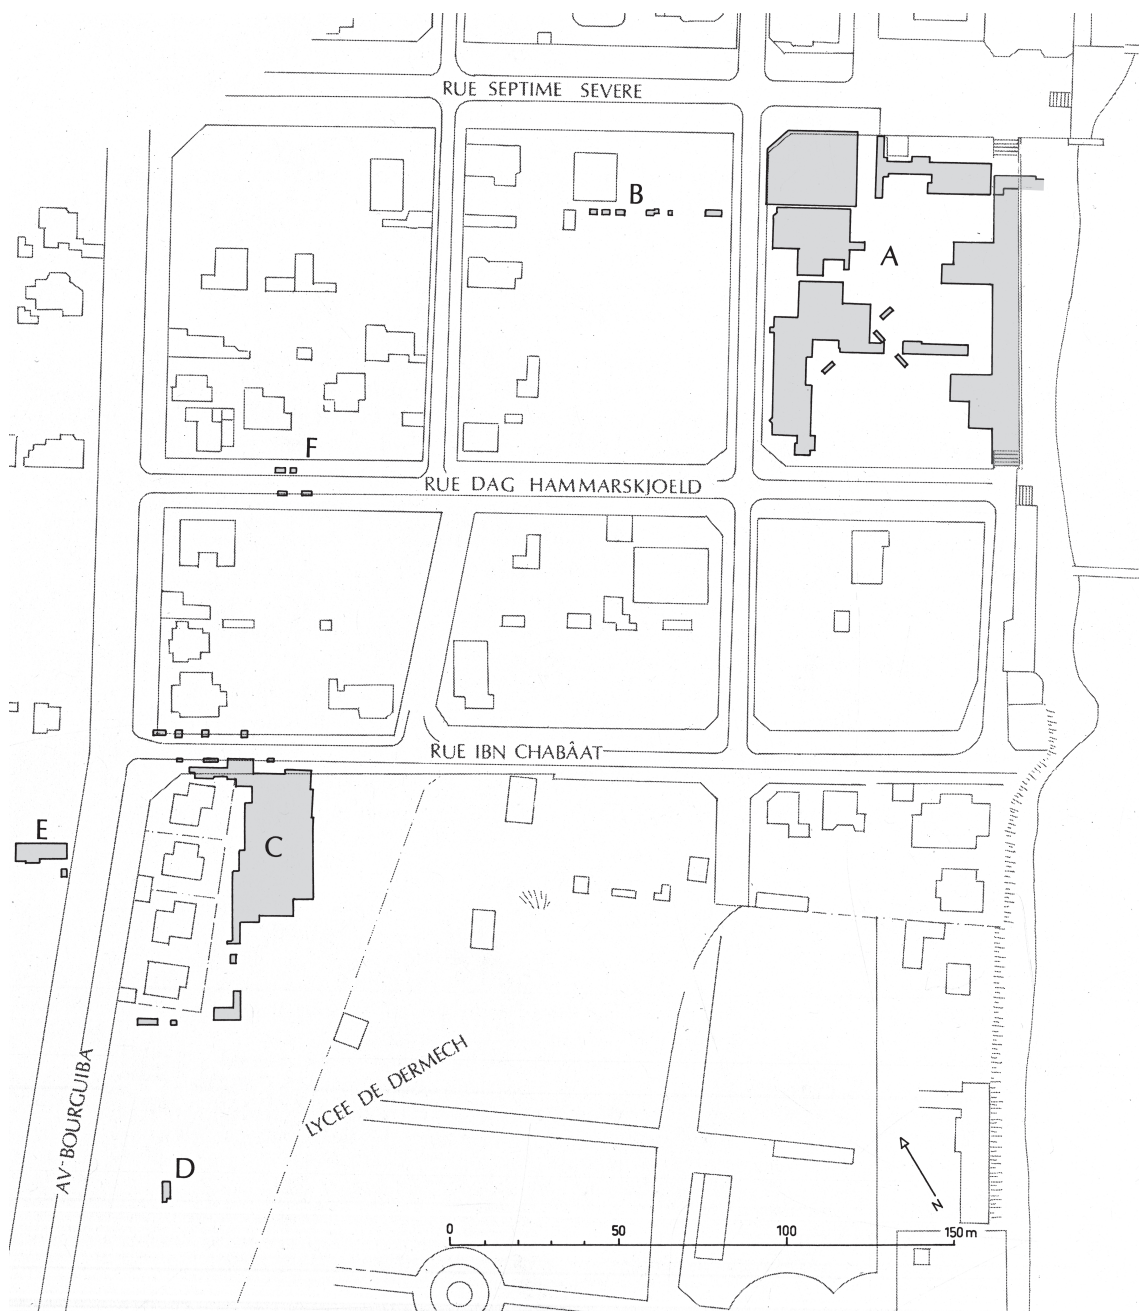 RUE SEPTIME SEVERE
B
A
F
RUE DAG HAMMARSKJOELD
RUE IBN CHABÂAT
E
C
LYCEE DE DERMECH
AV-BOURGUIBA
D
N
0 50 100 150 m